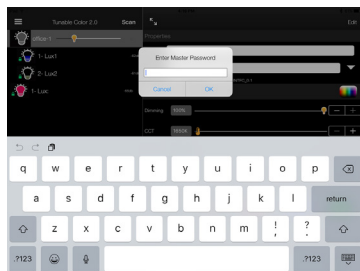 Tunable Color 2.0
Scan
Edit
Properties
office-1
1- Lux1
2- Lux2
1- Lux
Enter Master Password
Cancel
OK
Dimming
100%
CCT
1650K
q w e r t y u i o p
a s d f g h j k l return
z x c v b n m ! , ? .
.?123 .?123